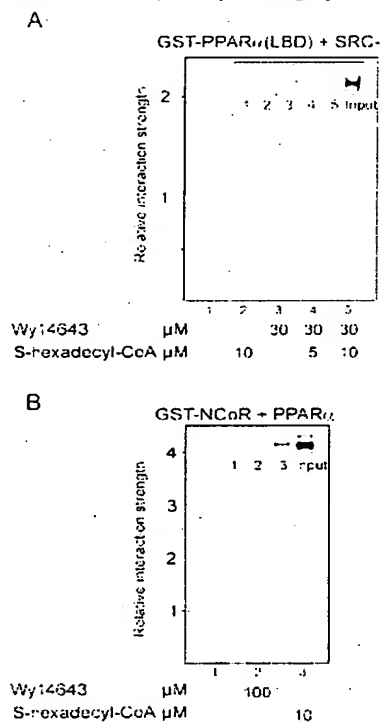 A
GST-PPARα(LBD) + SRC-
Relative interaction strength
2
1
1 2 3 4 5 Input
1 2 3 4 5
Wy14643 µM 30 30 30
S-hexadecyl-CoA µM 10 5 10
B
GST-NCoR + PPARα
Relative interaction strength
4
3
2
1
1 2 3 Input
1 2
Wy14643 µM 100
S-hexadecyl-CoA µM 10